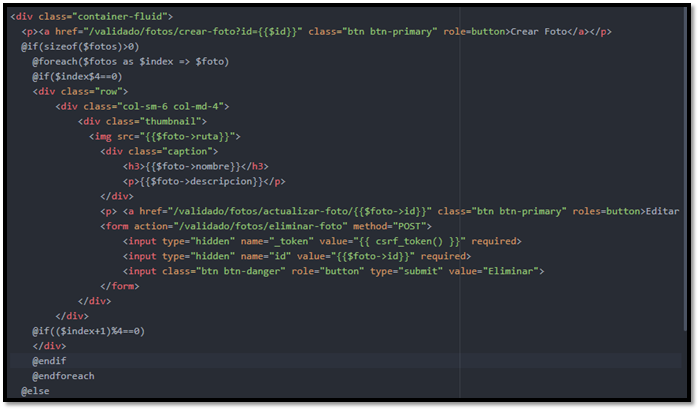 <div class="container-fluid">
<p><a href="/validado/fotos/crear-foto?id={{$id}}" class="btn btn-primary" role=button>Crear Foto</a></p>
@if(sizeof($fotos)>0)
@foreach($fotos as $index => $foto)
@if($index$4==0)
<div class="row">
<div class="col-sm-6 col-md-4">
<div class="thumbnail">
<img src="{{$foto->ruta}}">
<div class="caption">
<h3>{{$foto->nombre}}</h3>
<p>{{$foto->descripcion}}</p>
</div>
<p> <a href="/validado/fotos/actualizar-foto/{{$foto->id}}" class="btn btn-primary" roles=button>Editar
<form action="/validado/fotos/eliminar-foto" method="POST">
<input type="hidden" name="_token" value="{{ csrf_token() }}" required>
<input type="hidden" name="id" value="{{$foto->id}}" required>
<input class="btn btn-danger" role="button" type="submit" value="Eliminar">
</form>
</div>
</div>
@if(($index+1)%4==0)
</div>
@endif
@endforeach
@else